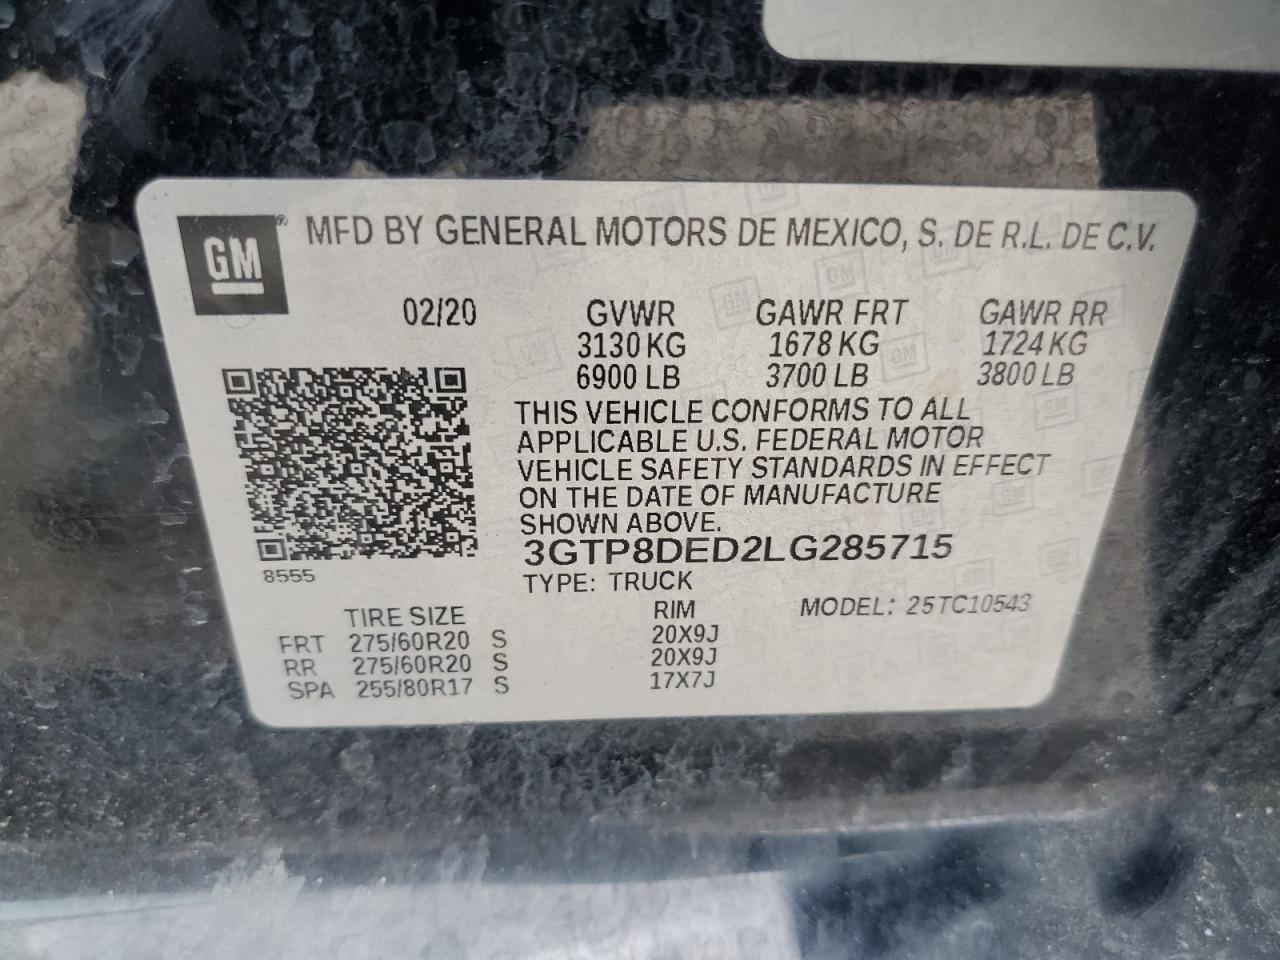 GM® MFD BY GENERAL MOTORS DE MEXICO, S. DE R.L. DE C.V.
02/20 GVWR GAWR FRT GAWR RR
3130 KG 1678 KG 1724 KG
6900 LB 3700 LB 3800 LB
THIS VEHICLE CONFORMS TO ALL
APPLICABLE U.S. FEDERAL MOTOR
VEHICLE SAFETY STANDARDS IN EFFECT
ON THE DATE OF MANUFACTURE
SHOWN ABOVE.
3GTP8DED2LG285715
8555 TYPE: TRUCK
TIRE SIZE RIM MODEL: 25TC10543
FRT 275/60R20 S 20X9J
RR 275/60R20 S 20X9J
SPA 255/80R17 S 17X7J